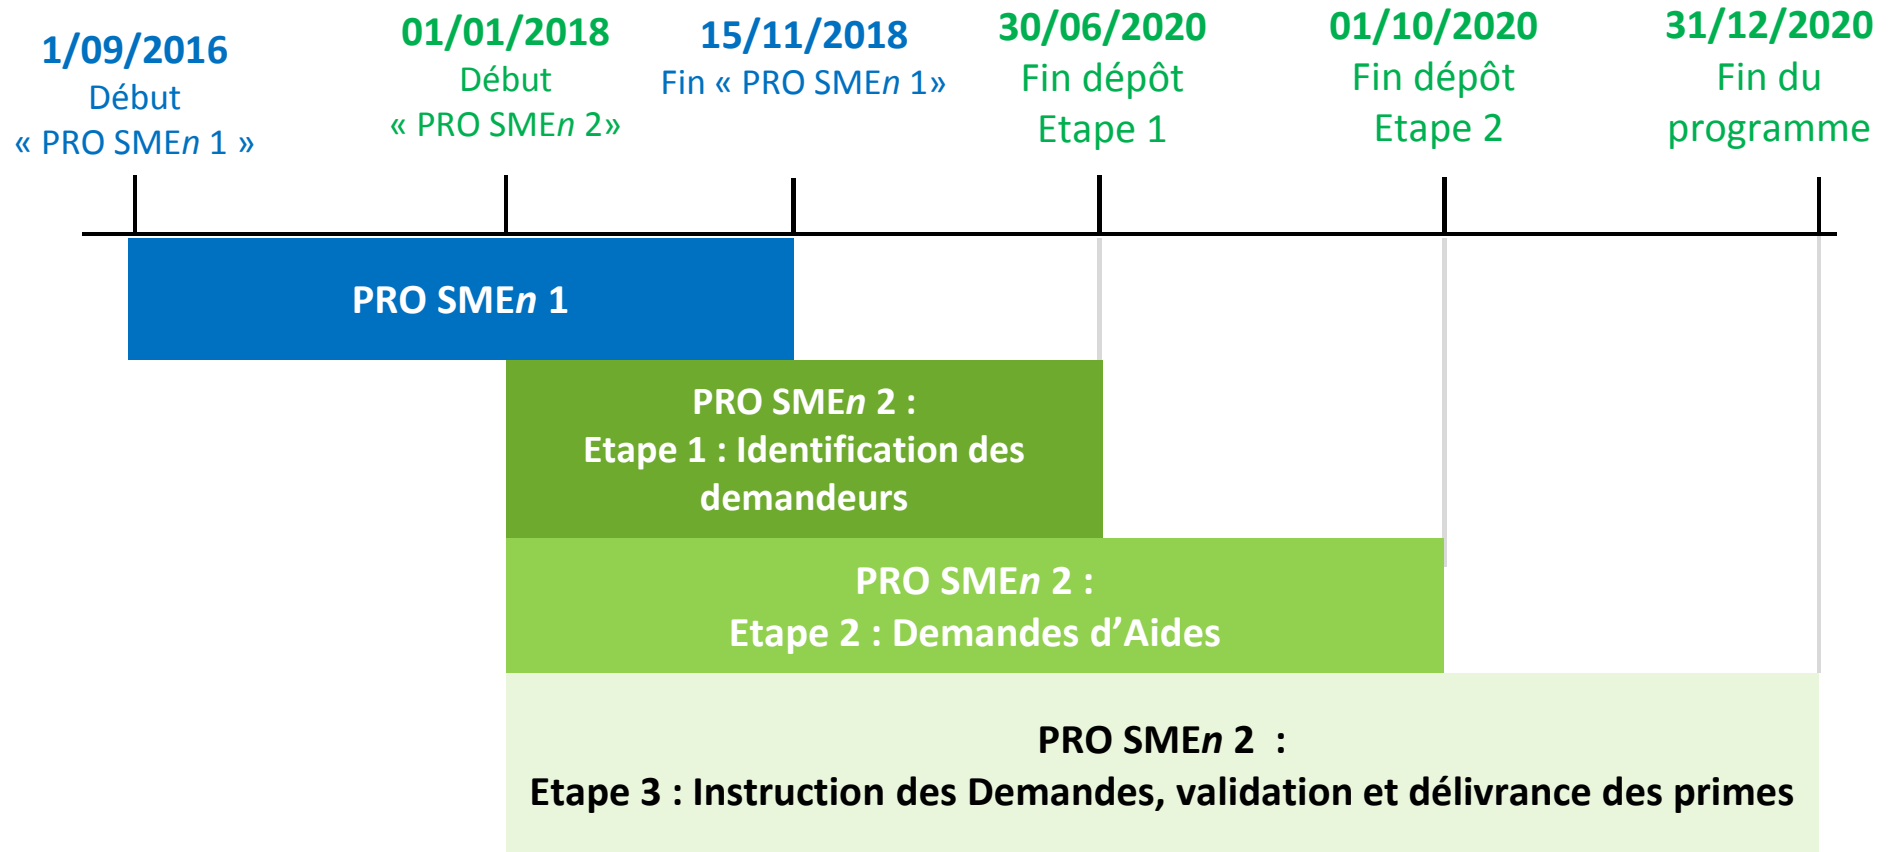 1/09/2016
Début
« PRO SMEn 1 »
01/01/2018
Début
« PRO SMEn 2»
15/11/2018
Fin « PRO SMEn 1»
30/06/2020
Fin dépôt
Etape 1
01/10/2020
Fin dépôt
Etape 2
31/12/2020
Fin du
programme
PRO SMEn 1
PRO SMEn 2 :
Etape 1 : Identification des
demandeurs
PRO SMEn 2 :
Etape 2 : Demandes d’Aides
PRO SMEn 2 :
Etape 3 : Instruction des Demandes, validation et délivrance des primes